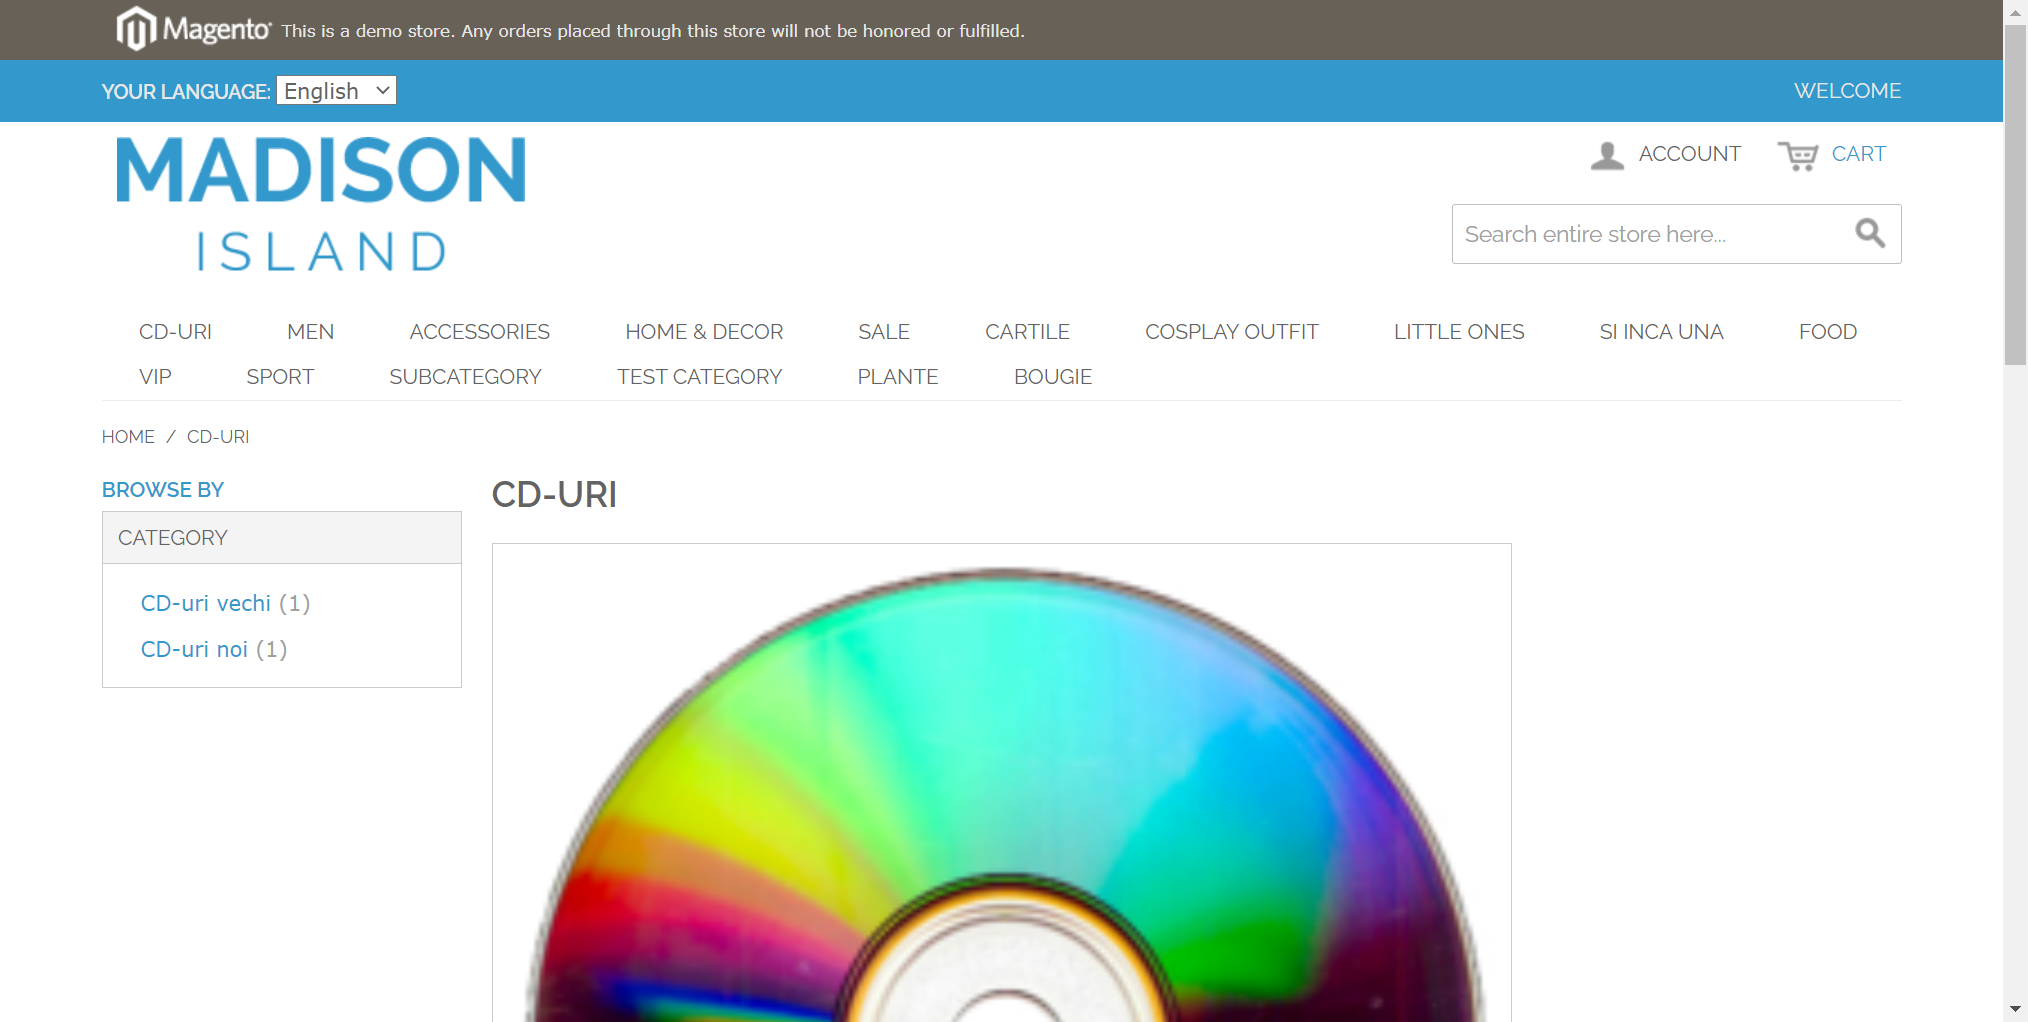 Magento This is a demo store. Any orders placed through this store will not be honored or fulfilled.
YOUR LANGUAGE: English WELCOME
MADISON
ISLAND
ACCOUNT CART
Search entire store here...
CD-URI MEN ACCESSORIES HOME & DECOR SALE CARTILE COSPLAY OUTFIT LITTLE ONES SI INCA UNA FOOD
VIP SPORT SUBCATEGORY TEST CATEGORY PLANTE BOUGIE
HOME / CD-URI
BROWSE BY
CATEGORY
CD-uri vechi (1)
CD-uri noi (1)
CD-URI